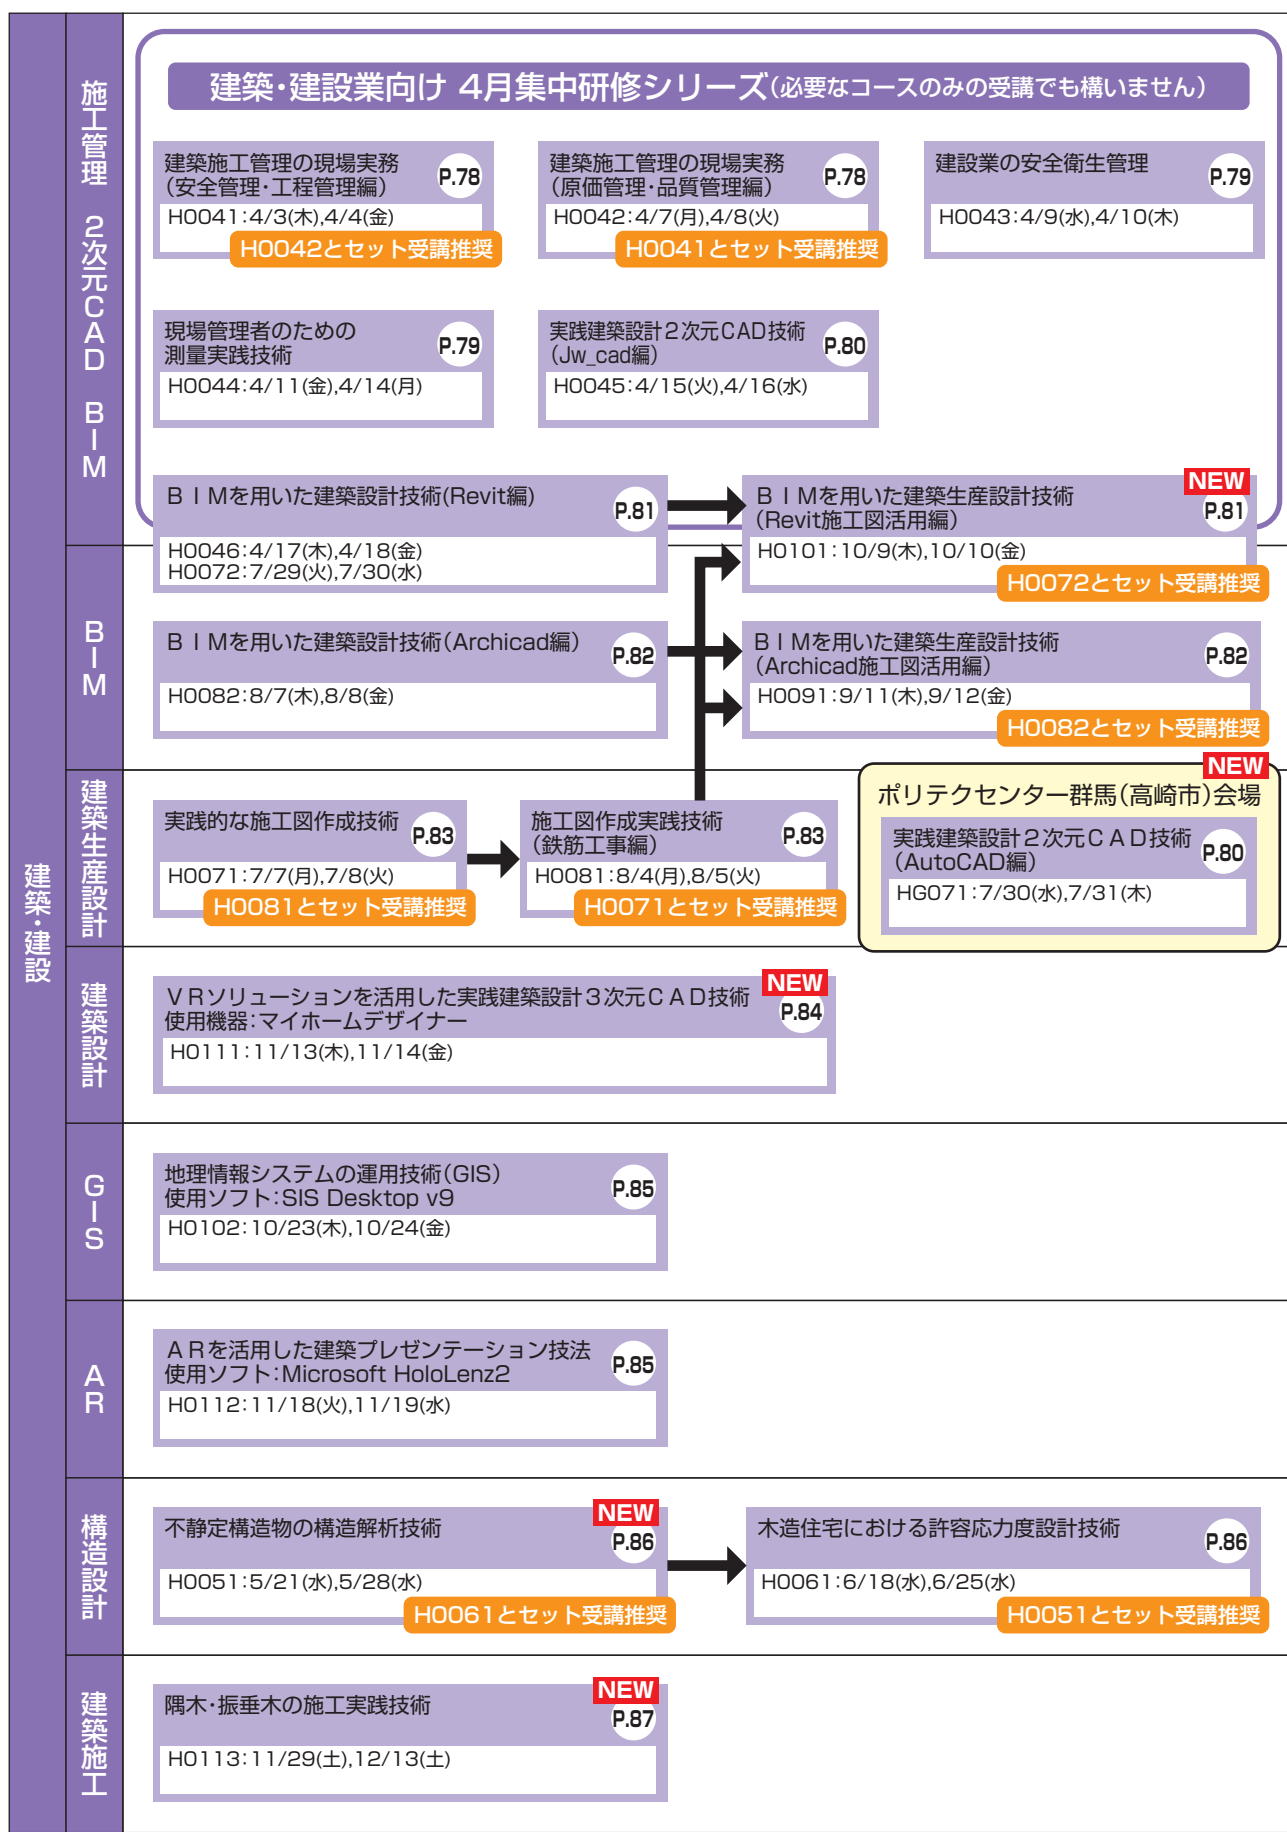 建築・建設
施工管理 2次元CAD BIM
建築・建設業向け 4月集中研修シリーズ(必要なコースのみの受講でも構いません)
建築施工管理の現場実務
(安全管理・工程管理編)
P.78
H0041:4/3(木),4/4(金)
H0042とセット受講推奨
建築施工管理の現場実務
(原価管理・品質管理編)
P.78
H0042:4/7(月),4/8(火)
H0041とセット受講推奨
建設業の安全衛生管理
P.79
H0043:4/9(水),4/10(木)
現場管理者のための
測量実践技術
P.79
H0044:4/11(金),4/14(月)
実践建築設計2次元CAD技術
(Jw_cad編)
P.80
H0045:4/15(火),4/16(水)
BIMを用いた建築設計技術(Revit編)
P.81
H0046:4/17(木),4/18(金)
H0072:7/29(火),7/30(水)
NEW
BIMを用いた建築生産設計技術
(Revit施工図活用編)
P.81
H0101:10/9(木),10/10(金)
H0072とセット受講推奨
BIM
BIMを用いた建築設計技術(Archicad編)
P.82
H0082:8/7(木),8/8(金)
BIMを用いた建築生産設計技術
(Archicad施工図活用編)
P.82
H0091:9/11(木),9/12(金)
H0082とセット受講推奨
建築生産設計
実践的な施工図作成技術
P.83
H0071:7/7(月),7/8(火)
H0081とセット受講推奨
施工図作成実践技術
(鉄筋工事編)
P.83
H0081:8/4(月),8/5(火)
H0071とセット受講推奨
NEW
ポリテクセンター群馬(高崎市)会場
実践建築設計2次元CAD技術
(AutoCAD編)
P.80
HG071:7/30(水),7/31(木)
建築設計
NEW
VRソリューションを活用した実践建築設計3次元CAD技術
使用機器:マイホームデザイナー
P.84
H0111:11/13(木),11/14(金)
GIS
地理情報システムの運用技術(GIS)
使用ソフト:SIS Desktop v9
P.85
H0102:10/23(木),10/24(金)
AR
ARを活用した建築プレゼンテーション技法
使用ソフト:Microsoft HoloLenz2
P.85
H0112:11/18(火),11/19(水)
構造設計
NEW
不静定構造物の構造解析技術
P.86
H0051:5/21(水),5/28(水)
H0061とセット受講推奨
木造住宅における許容応力度設計技術
P.86
H0061:6/18(水),6/25(水)
H0051とセット受講推奨
建築施工
NEW
隅木・振垂木の施工実践技術
P.87
H0113:11/29(土),12/13(土)